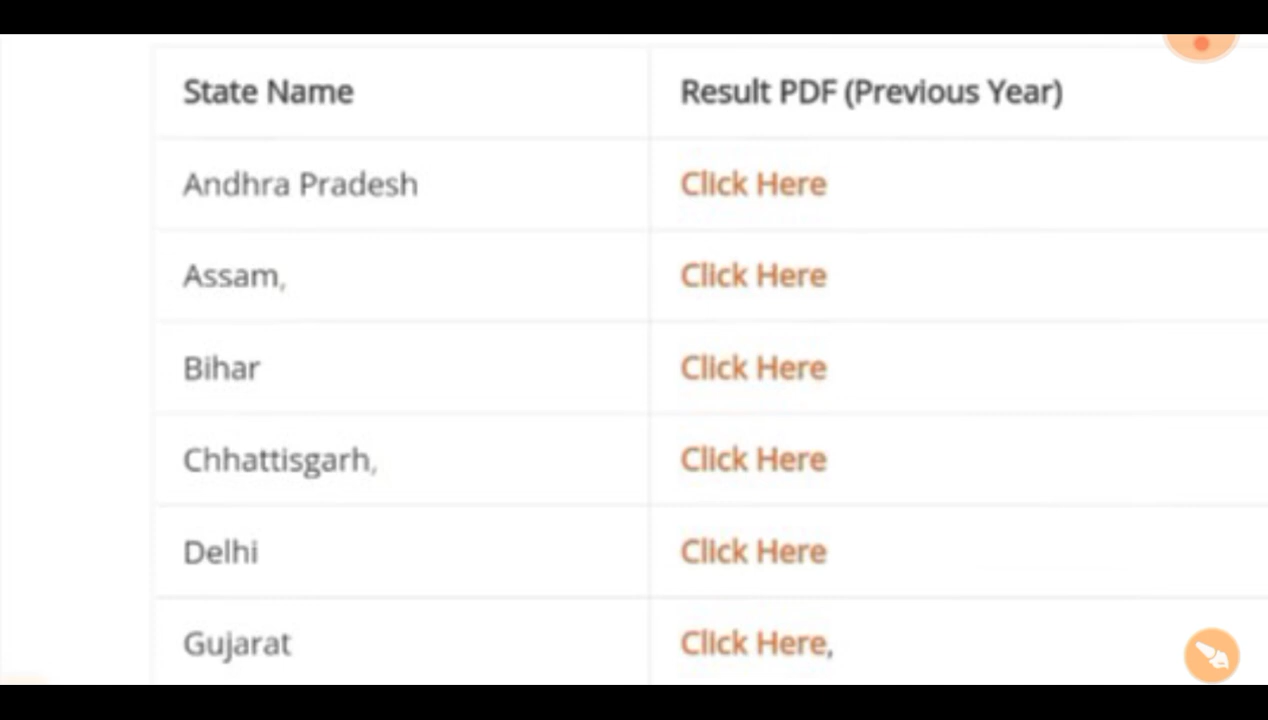 State Name Result PDF (Previous Year)
Andhra Pradesh Click Here
Assam, Click Here
Bihar Click Here
Chhattisgarh, Click Here
Delhi Click Here
Gujarat Click Here,